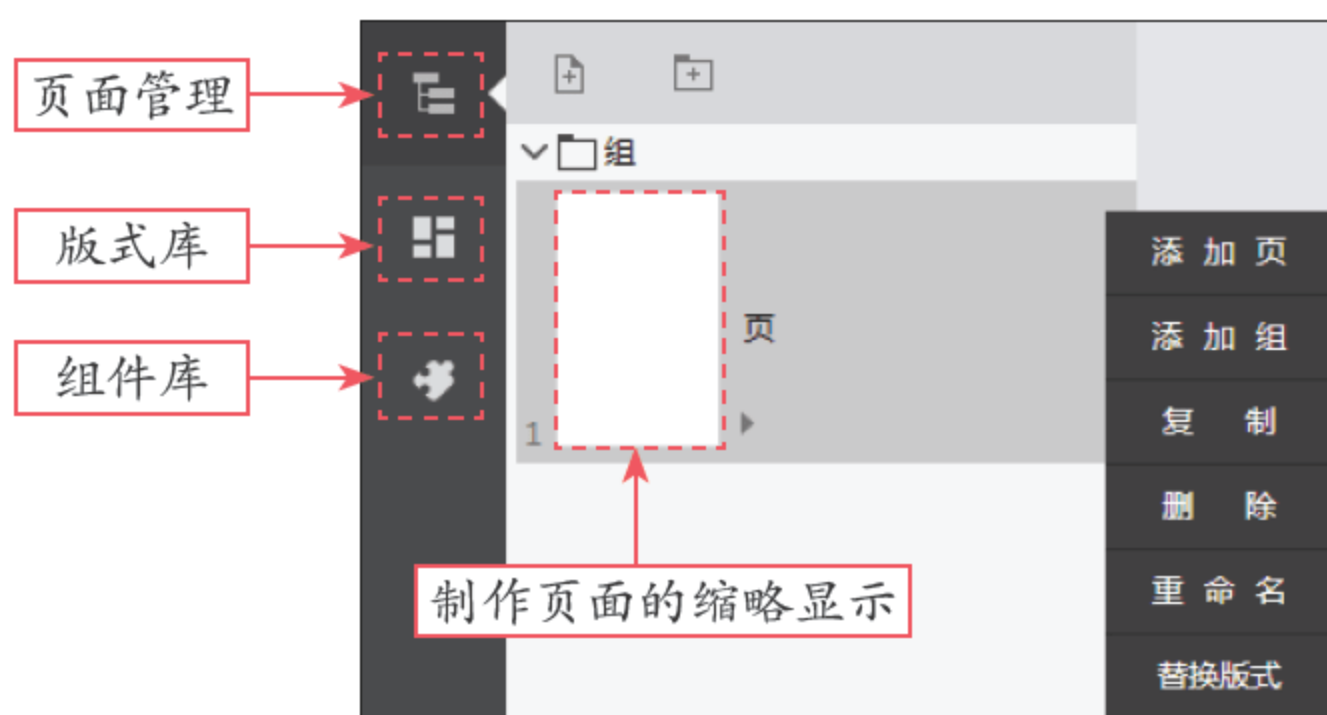 页面管理
版式库
组件库
组
页
1
制作页面的缩略显示
添加页
添加组
复制
删除
重命名
替换版式